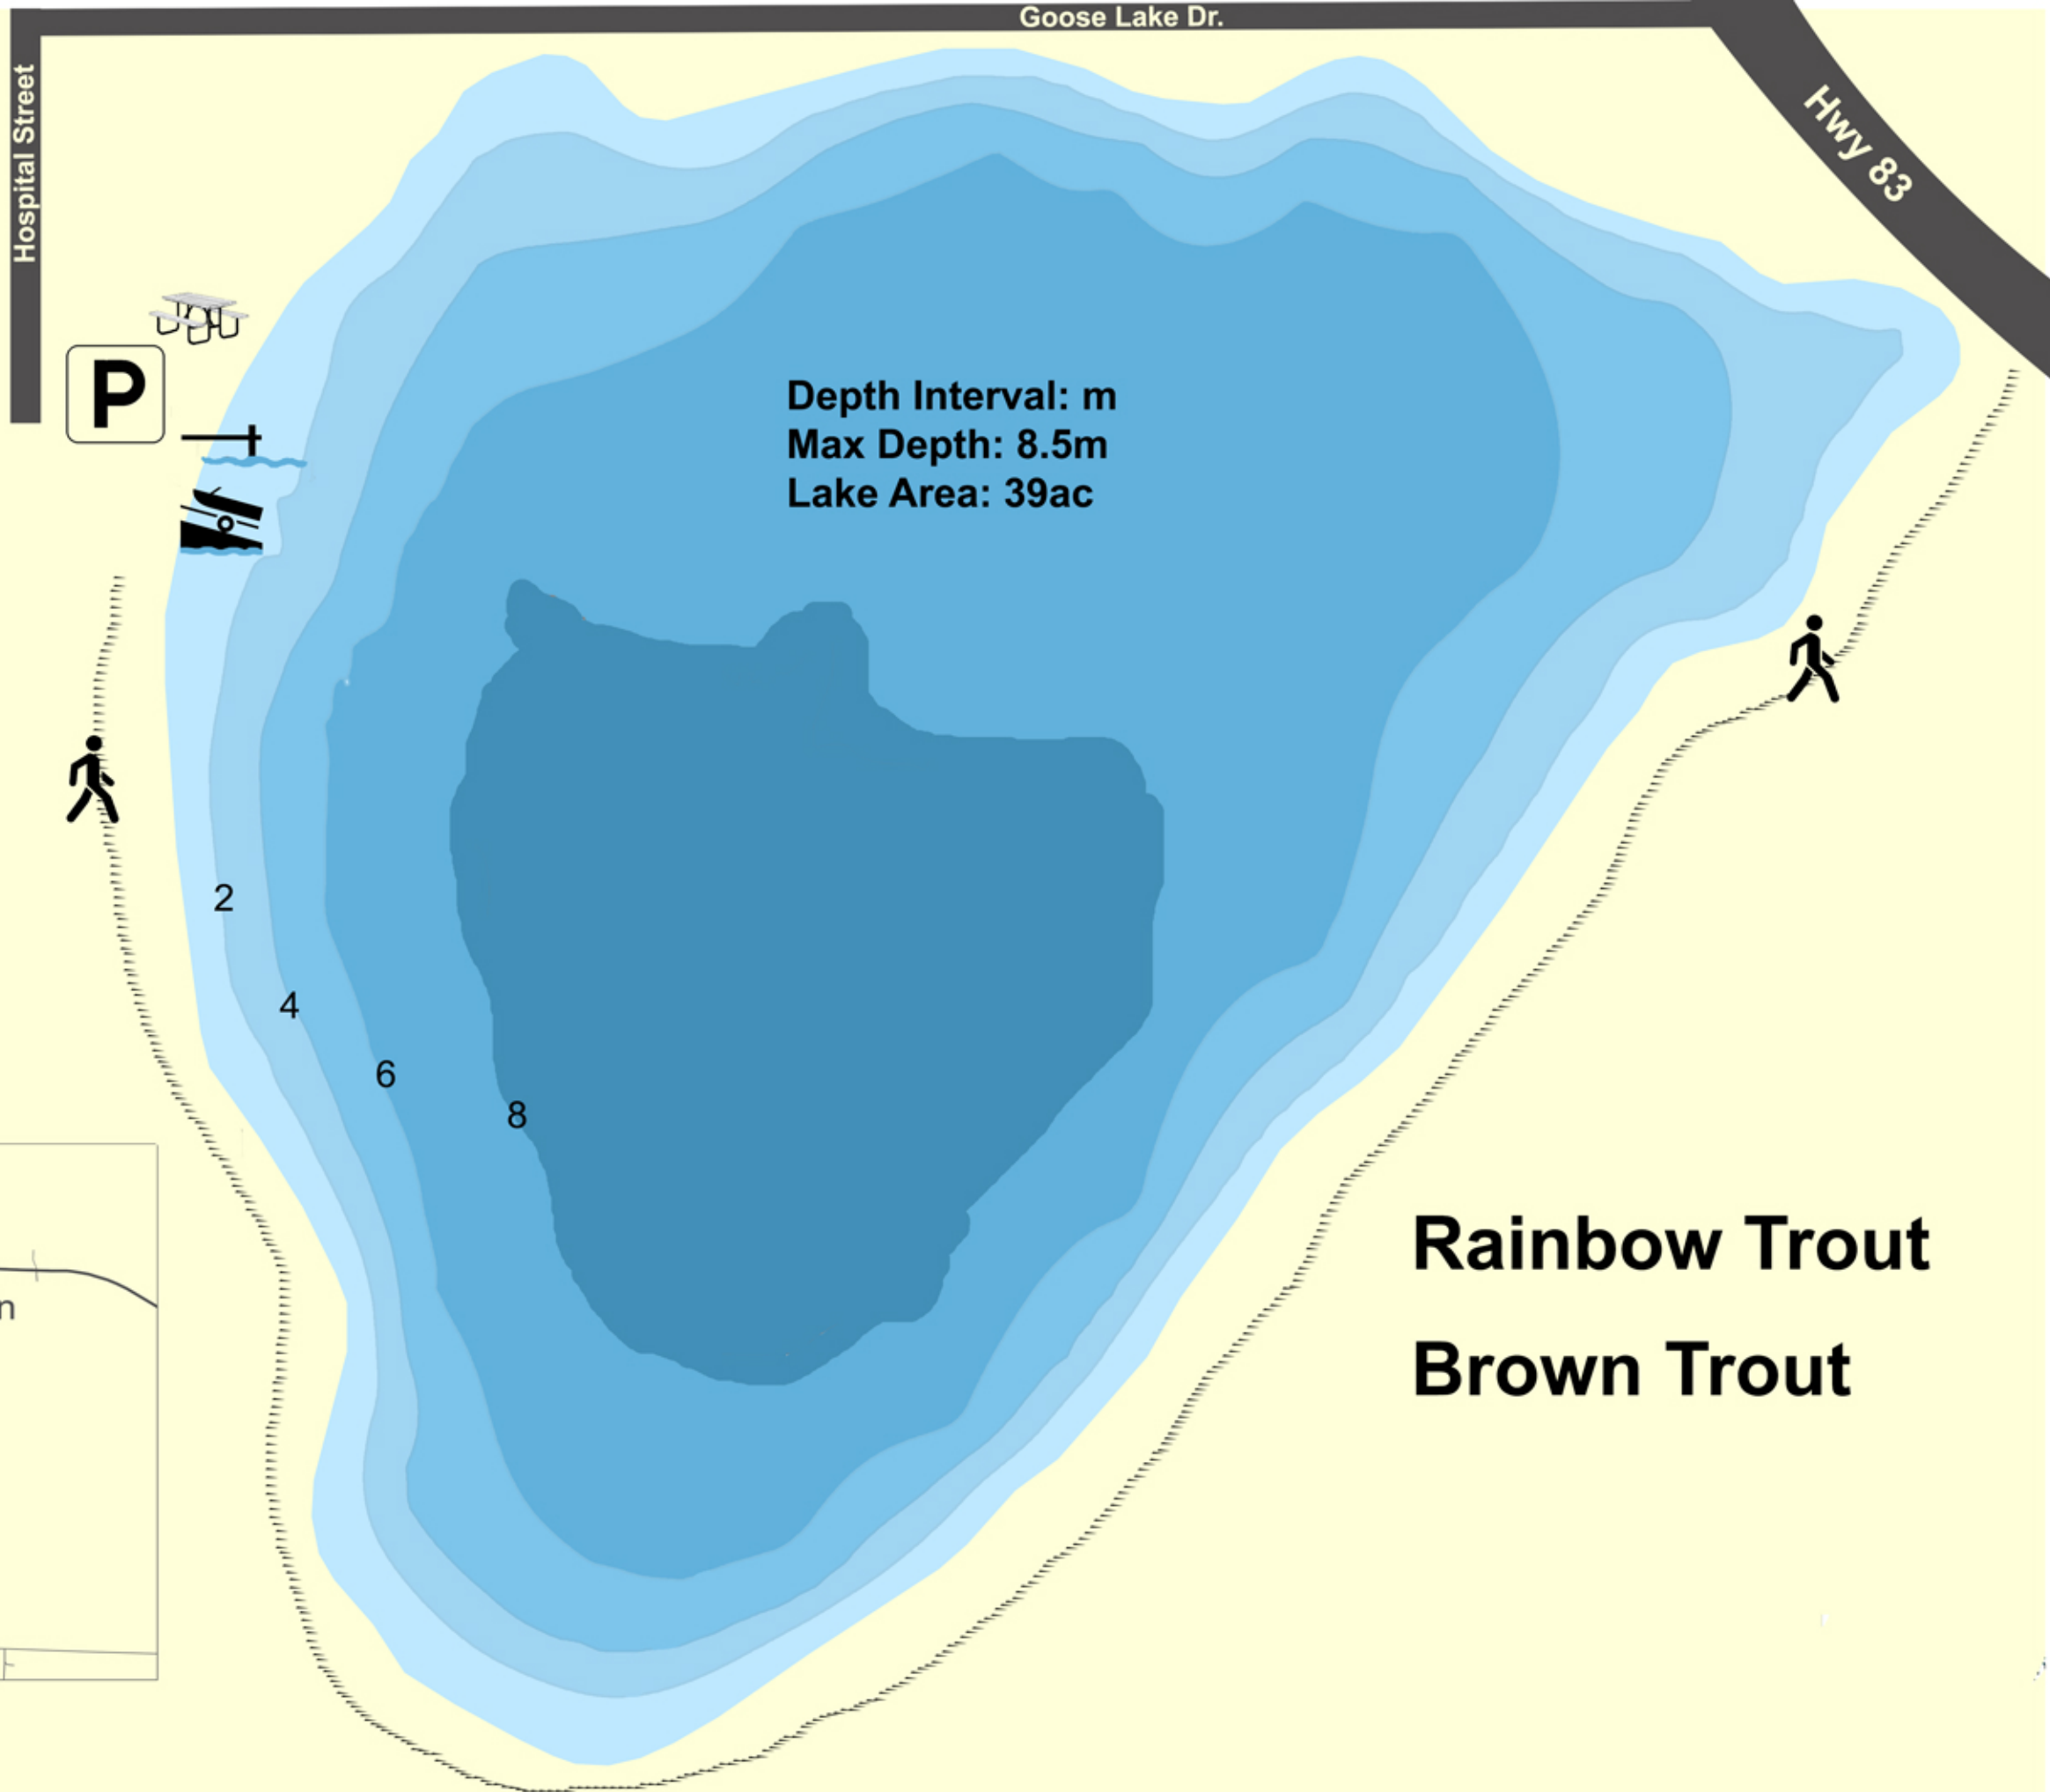 Goose Lake Dr.
Hospital Street
Hwy 83
P
Depth Interval: m
Max Depth: 8.5m
Lake Area: 39ac
2
4
6
8
Rainbow Trout
Brown Trout
n